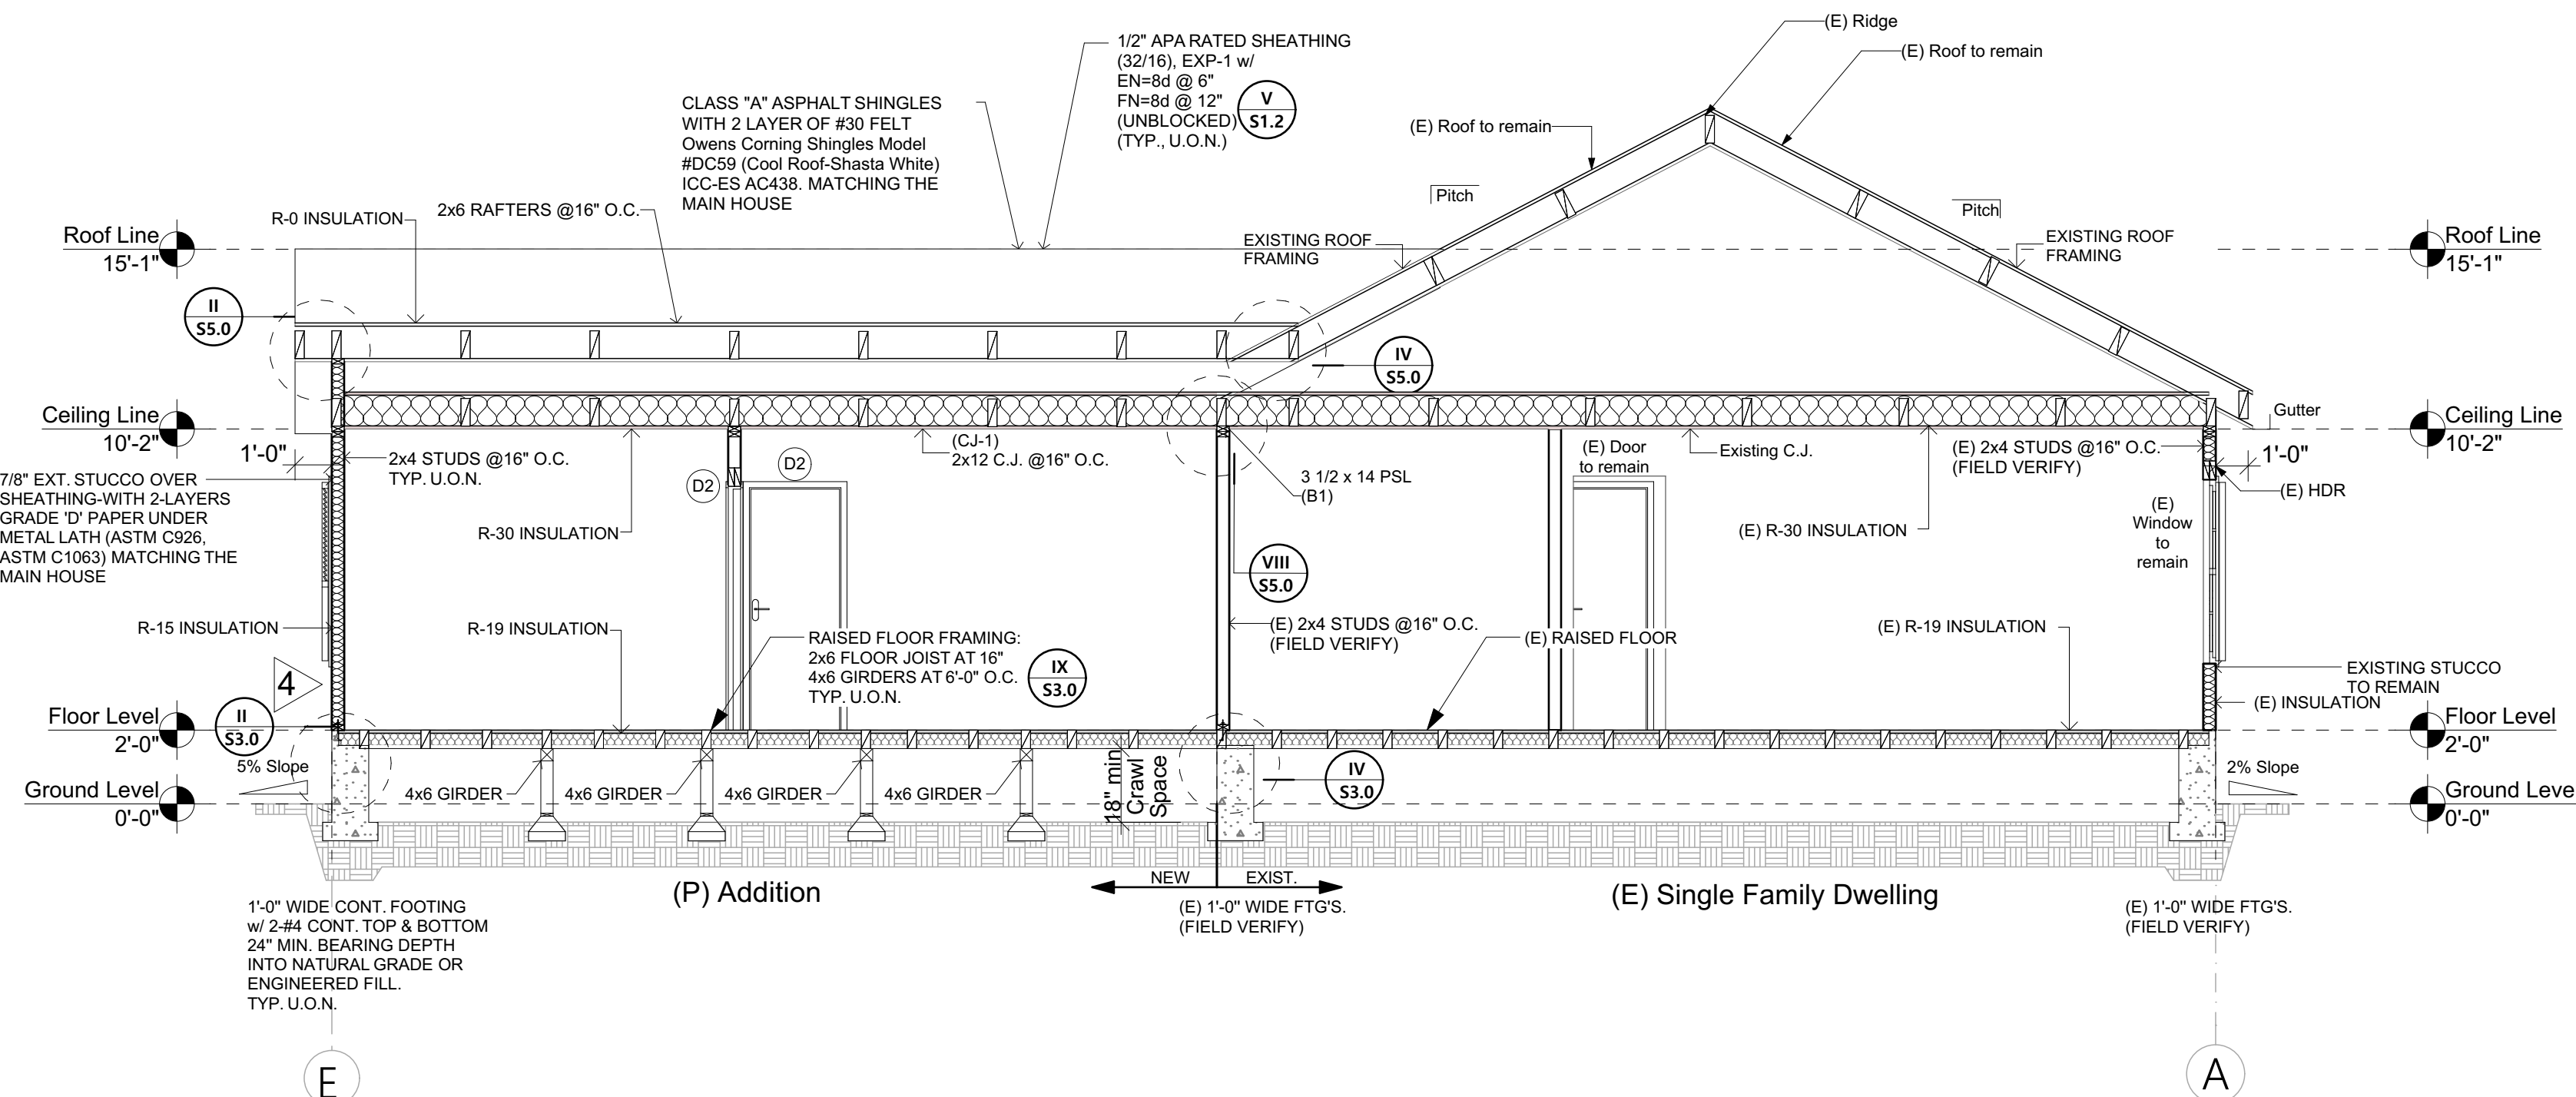 (E) Ridge
(E) Roof to remain
1/2" APA RATED SHEATHING
(32/16), EXP-1 w/
EN=8d @ 6"
FN=8d @ 12"
(UNBLOCKED)
(TYP., U.O.N.)
V
S1.2
CLASS "A" ASPHALT SHINGLES
WITH 2 LAYER OF #30 FELT
Owens Corning Shingles Model
#DC59 (Cool Roof-Shasta White)
ICC-ES AC438. MATCHING THE
MAIN HOUSE
(E) Roof to remain
Pitch
Pitch
R-0 INSULATION
2x6 RAFTERS @16" O.C.
Roof Line
15'-1"
EXISTING ROOF
FRAMING
EXISTING ROOF
FRAMING
Roof Line
15'-1"
II
S5.0
IV
S5.0
Ceiling Line
10'-2"
1'-0"
2x4 STUDS @16" O.C.
TYP. U.O.N.
D2
D2
(CJ-1)
2x12 C.J. @16" O.C.
3 1/2 x 14 PSL
(B1)
(E) Door
to remain
Existing C.J.
(E) 2x4 STUDS @16" O.C.
(FIELD VERIFY)
Gutter
Ceiling Line
10'-2"
1'-0"
(E) HDR
7/8" EXT. STUCCO OVER
SHEATHING-WITH 2-LAYERS
GRADE 'D' PAPER UNDER
METAL LATH (ASTM C926,
ASTM C1063) MATCHING THE
MAIN HOUSE
R-30 INSULATION
(E) R-30 INSULATION
(E)
Window
to
remain
VIII
S5.0
R-15 INSULATION
R-19 INSULATION
RAISED FLOOR FRAMING:
2x6 FLOOR JOIST AT 16"
4x6 GIRDERS AT 6'-0" O.C.
TYP. U.O.N.
IX
S3.0
(E) 2x4 STUDS @16" O.C.
(FIELD VERIFY)
(E) RAISED FLOOR
(E) R-19 INSULATION
EXISTING STUCCO
TO REMAIN
(E) INSULATION
4
Floor Level
2'-0"
II
S3.0
Floor Level
2'-0"
5% Slope
4x6 GIRDER
4x6 GIRDER
4x6 GIRDER
4x6 GIRDER
18" min
Crawl
Space
IV
S3.0
2% Slope
Ground Level
0'-0"
Ground Leve
0'-0"
(P) Addition
NEW
EXIST.
(E) Single Family Dwelling
1'-0" WIDE CONT. FOOTING
w/ 2-#4 CONT. TOP & BOTTOM
24" MIN. BEARING DEPTH
INTO NATURAL GRADE OR
ENGINEERED FILL.
TYP. U.O.N.
(E) 1'-0" WIDE FTG'S.
(FIELD VERIFY)
(E) 1'-0" WIDE FTG'S.
(FIELD VERIFY)
E
A